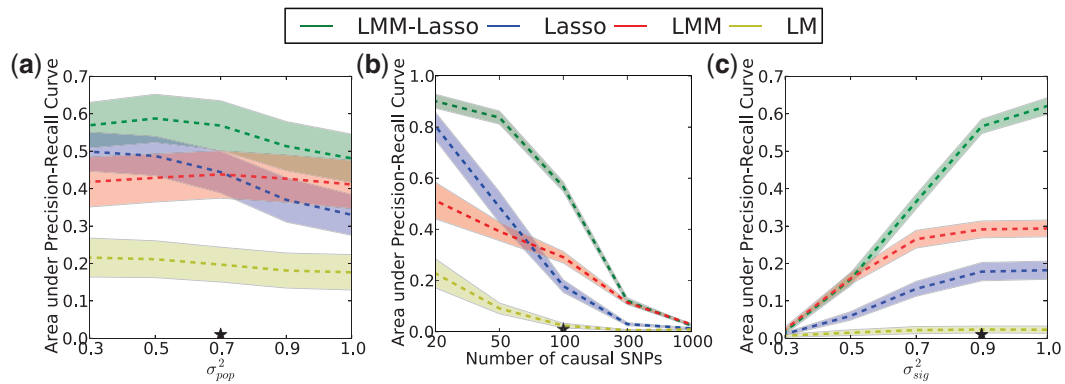 LMM-Lasso Lasso LMM LM
(a)
Area under Precision-Recall Curve
0.7
0.6
0.5
0.4
0.3
0.2
0.1
0.0
0.3 0.5 0.7 0.9 1.0
σ²pop
(b)
Area under Precision-Recall Curve
1.0
0.8
0.6
0.4
0.2
0.0
20 50 100 300 1000
Number of causal SNPs
(c)
Area under Precision-Recall Curve
0.7
0.6
0.5
0.4
0.3
0.2
0.1
0.0
0.3 0.5 0.7 0.9 1.0
σ²sig